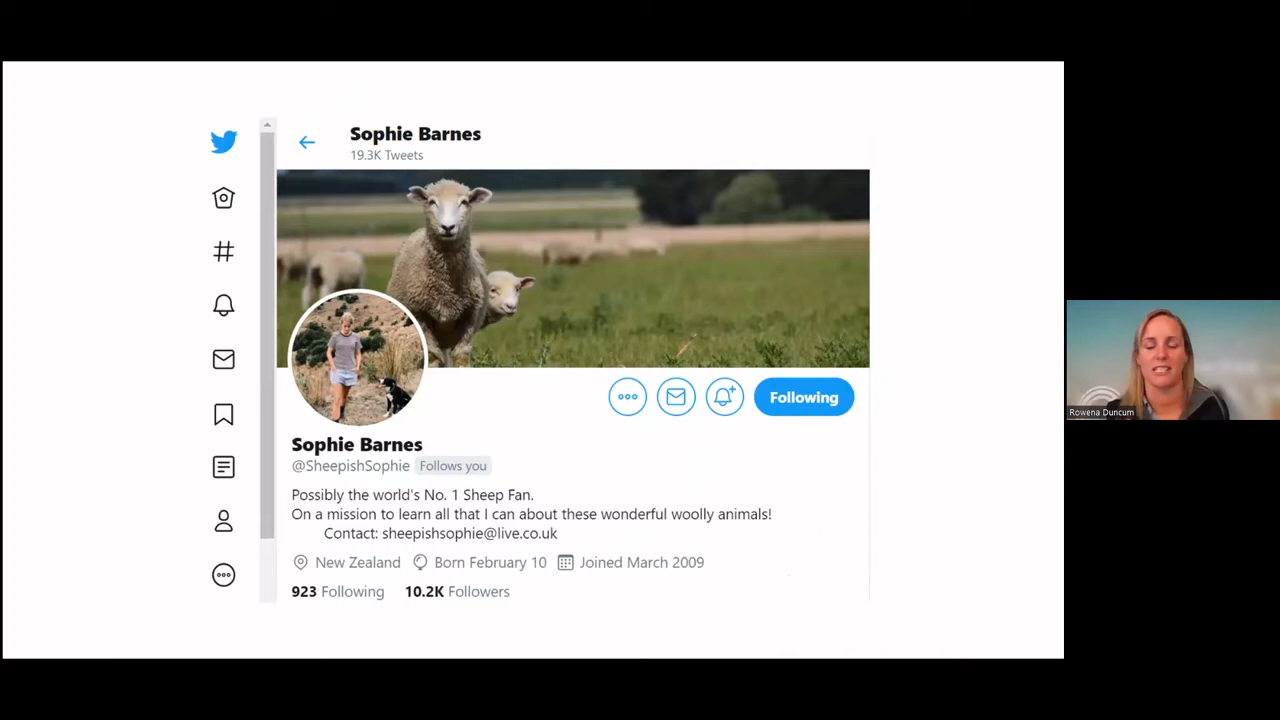 Sophie Barnes
19.3K Tweets
Following
Sophie Barnes
@SheepishSophie Follows you
Possibly the world's No. 1 Sheep Fan.
On a mission to learn all that I can about these wonderful woolly animals!
Contact: sheepishsophie@live.co.uk
New Zealand Born February 10 Joined March 2009
923 Following 10.2K Followers
Rowena Duncum